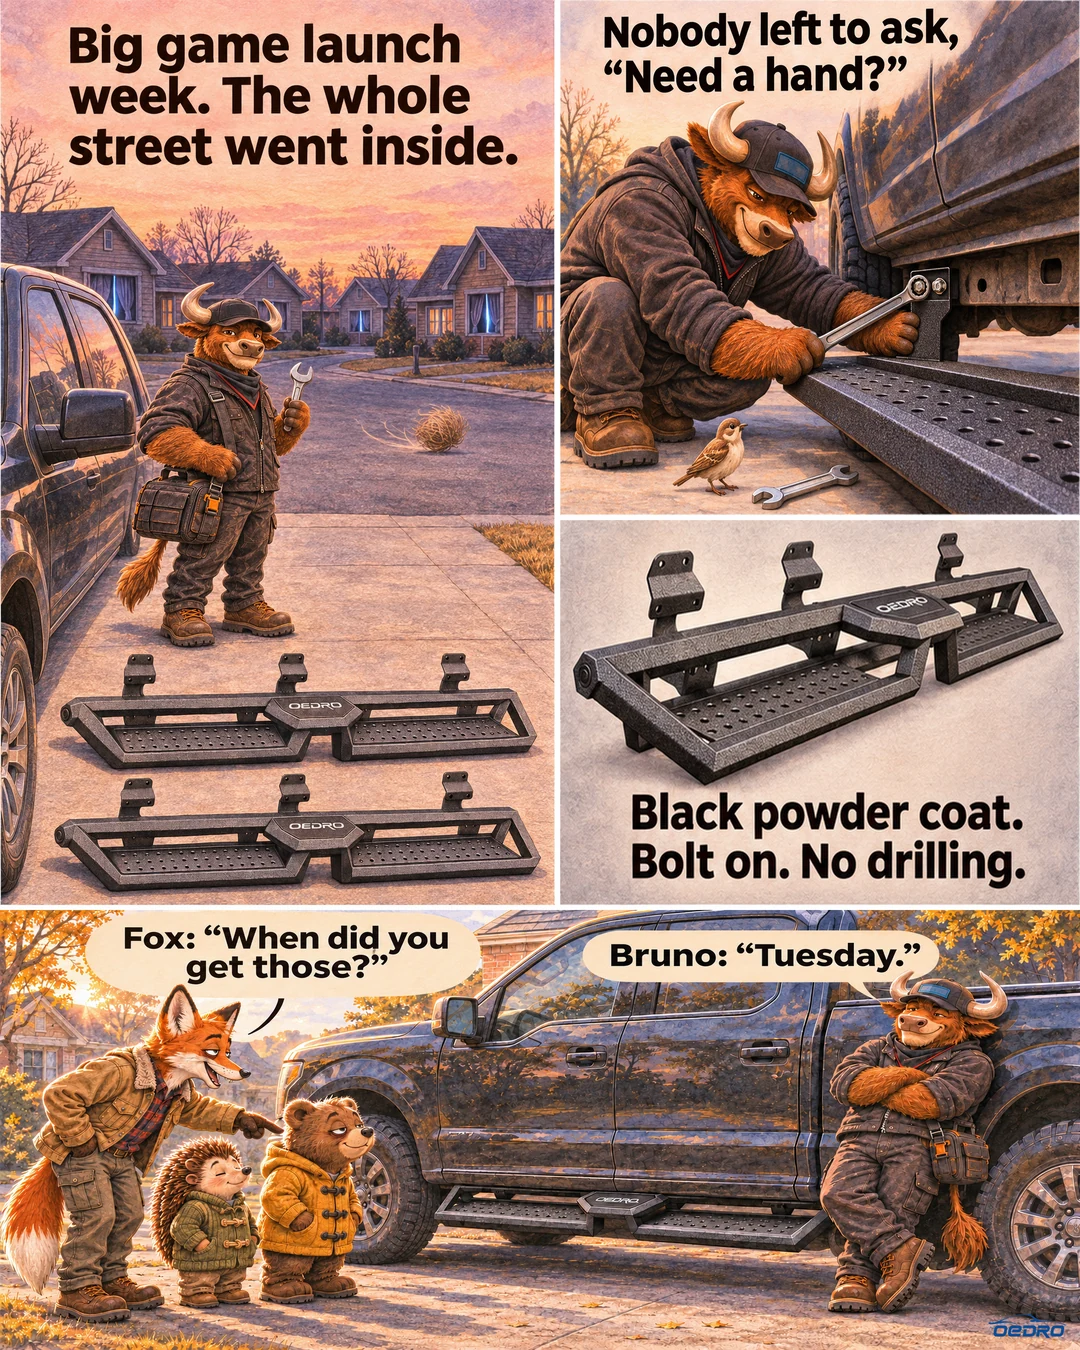 Big game launch
week. The whole
street went inside.
Nobody left to ask,
“Need a hand?”
OEDRO
OEDRO
OEDRO
Black powder coat.
Bolt on. No drilling.
Fox: “When did you
get those?”
Bruno: “Tuesday.”
OEDRO
OEDRO